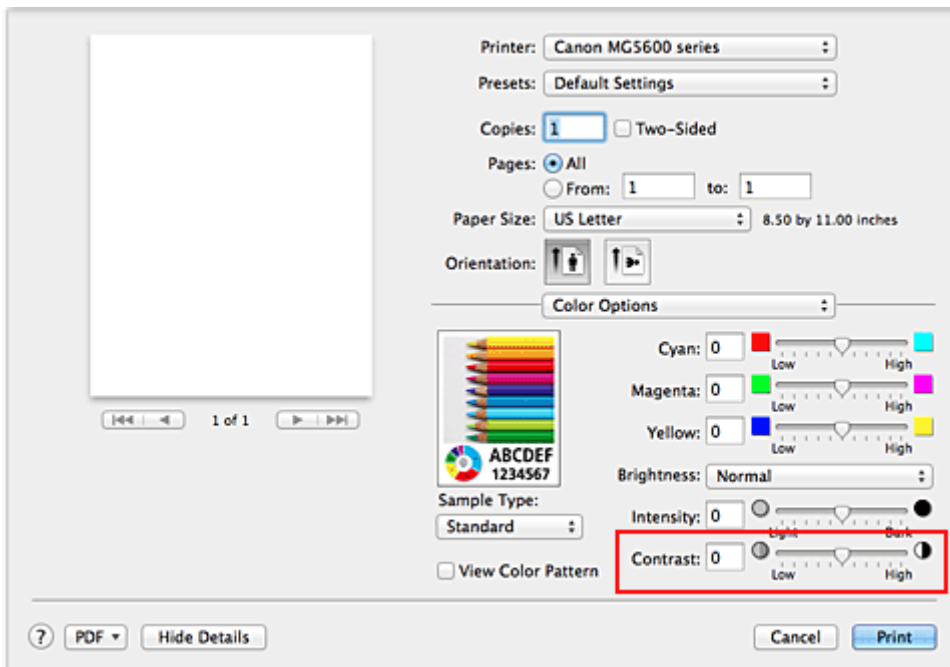 Printer: Canon MG5600 series
Presets: Default Settings
Copies: 1 Two-Sided
Pages: All
From: 1 to: 1
Paper Size: US Letter 8.50 by 11.00 inches
Orientation:
Color Options
Cyan: 0
Low High
Magenta: 0
Low High
1 of 1
Yellow: 0
Low High
ABCDEF
1234567
Brightness: Normal
Sample Type:
Intensity: 0
Light Dark
Standard
Contrast: 0
Low High
View Color Pattern
? PDF Hide Details Cancel Print